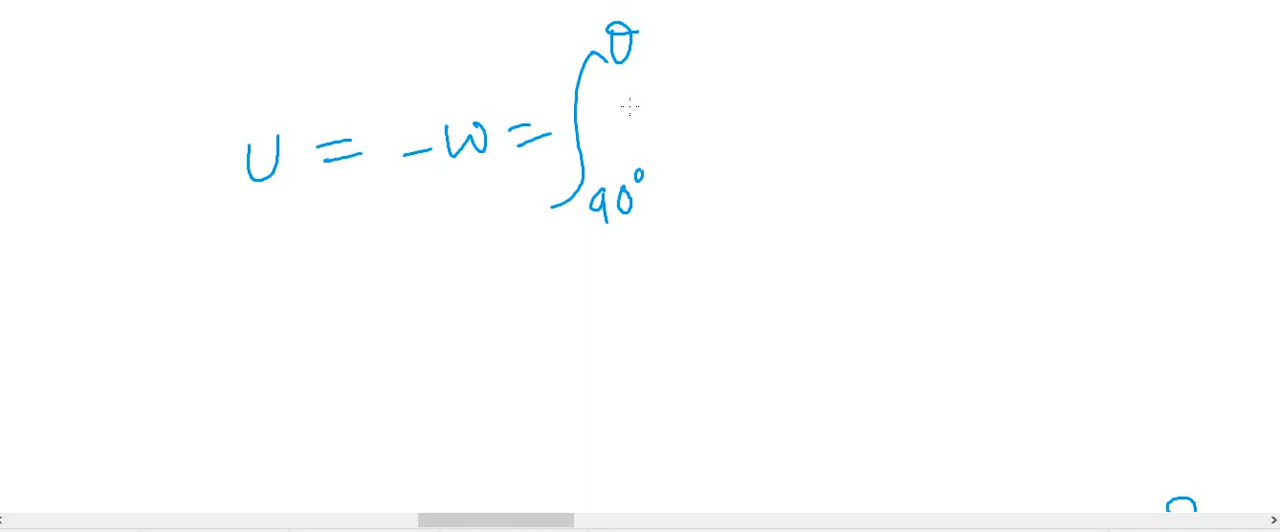 U = -W = ∫_{90°}^{θ}